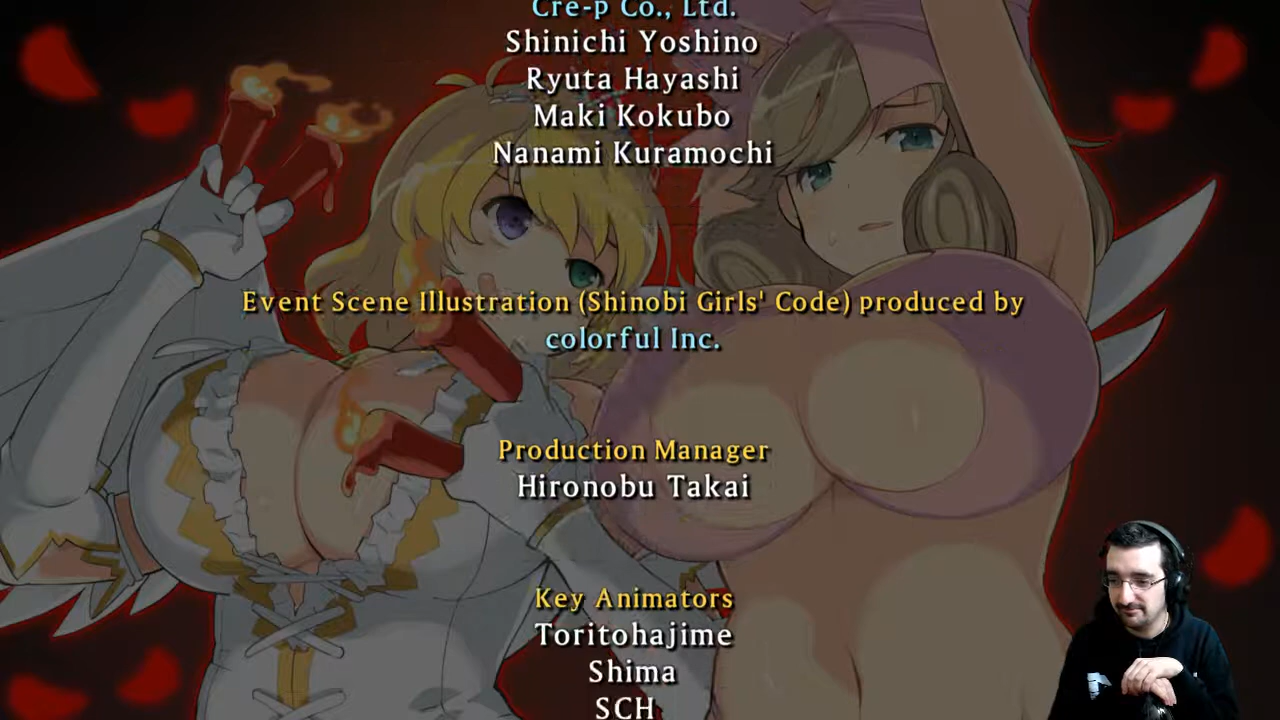 Cre-p Co., Ltd.
Shinichi Yoshino
Ryuta Hayashi
Maki Kokubo
Nanami Kuramochi
Event Scene Illustration (Shinobi Girls' Code) produced by
colorful Inc.
Production Manager
Hironobu Takai
Key Animators
Toritohajime
Shima
SCH